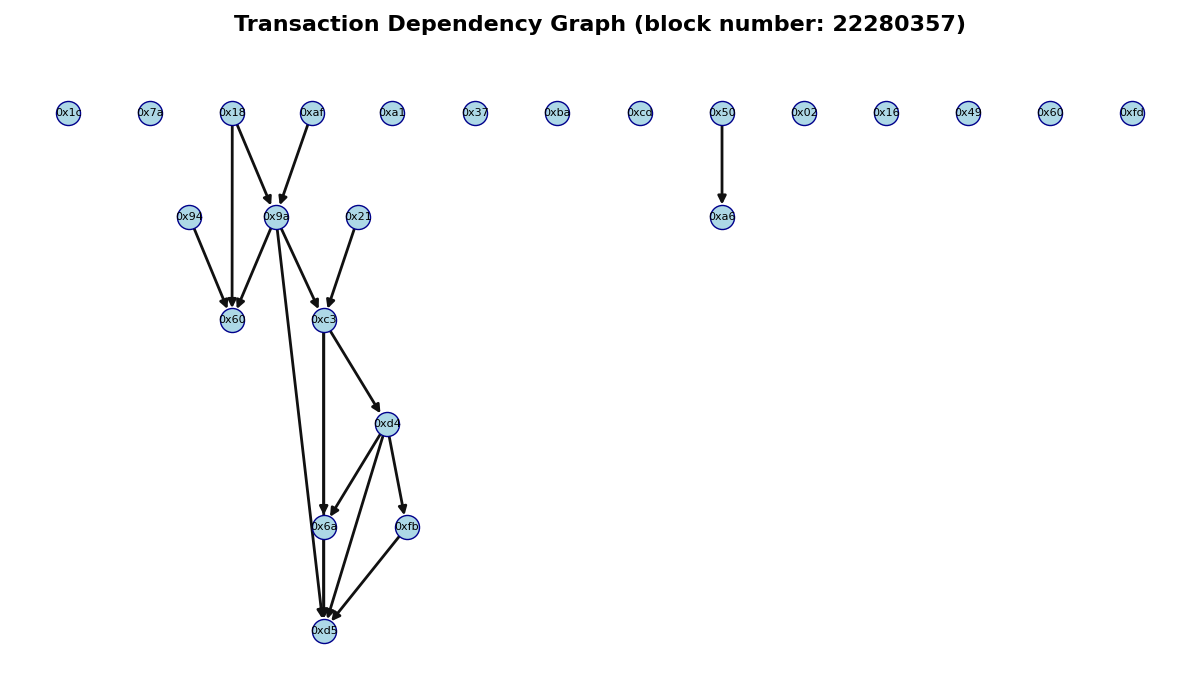 Transaction Dependency Graph (block number: 22280357)
0x1c 0x7a 0x18 0xaf 0xa1 0x37 0xba 0xcd 0x50 0x02 0x16 0x49 0x60 0xfd
0x94 0x9a 0x21 0xa6
0x60 0xc3
0xd4
0x6a 0xfb
0xd5